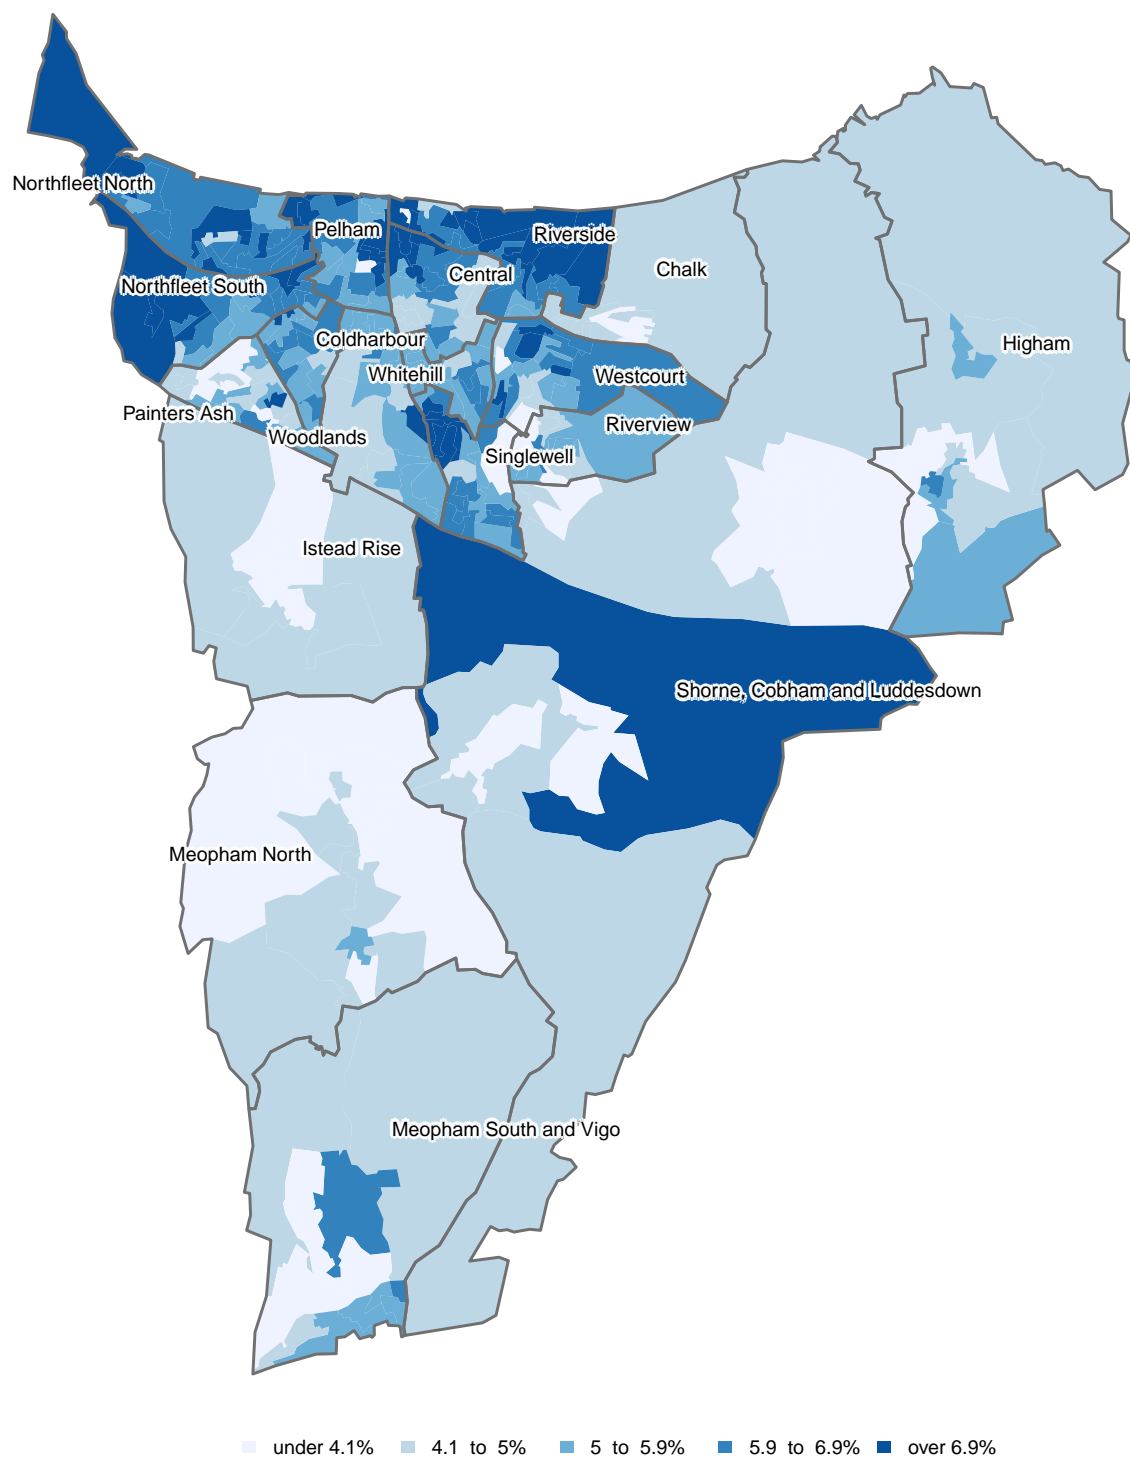 Northfleet North
Pelham
Riverside
Central
Chalk
Northfleet South
Coldharbour
Higham
Whitehill
Westcourt
Painters Ash
Riverview
Woodlands
Singlewell
Istead Rise
Shorne, Cobham and Luddesdown
Meopham North
Meopham South and Vigo
under 4.1% 4.1 to 5% 5 to 5.9% 5.9 to 6.9% over 6.9%